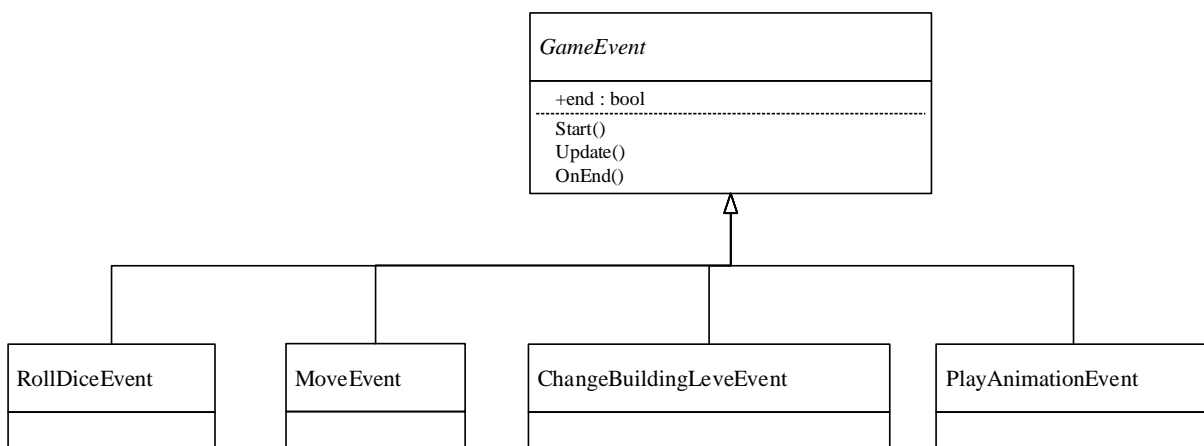 GameEvent
+end : bool
Start()
Update()
OnEnd()
RollDiceEvent
MoveEvent
ChangeBuildingLeveEvent
PlayAnimationEvent